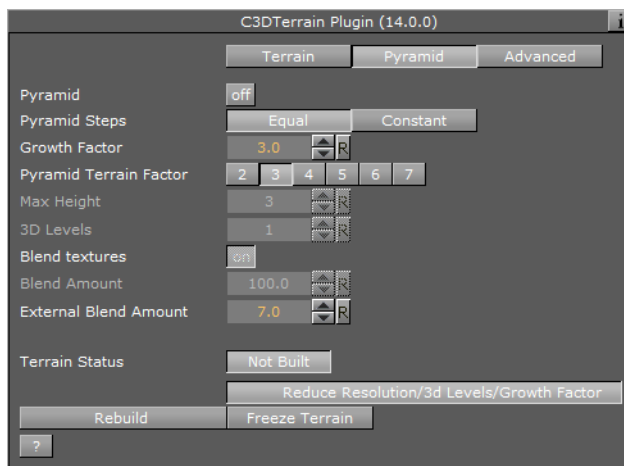 C3DTerrain Plugin (14.0.0) i
Terrain Pyramid Advanced
Pyramid off
Pyramid Steps Equal Constant
Growth Factor 3.0 R
Pyramid Terrain Factor 2 3 4 5 6 7
Max Height 3 R
3D Levels 1 R
Blend textures on
Blend Amount 100.0 R
External Blend Amount 7.0 R
Terrain Status Not Built
Reduce Resolution/3d Levels/Growth Factor
Rebuild Freeze Terrain
?